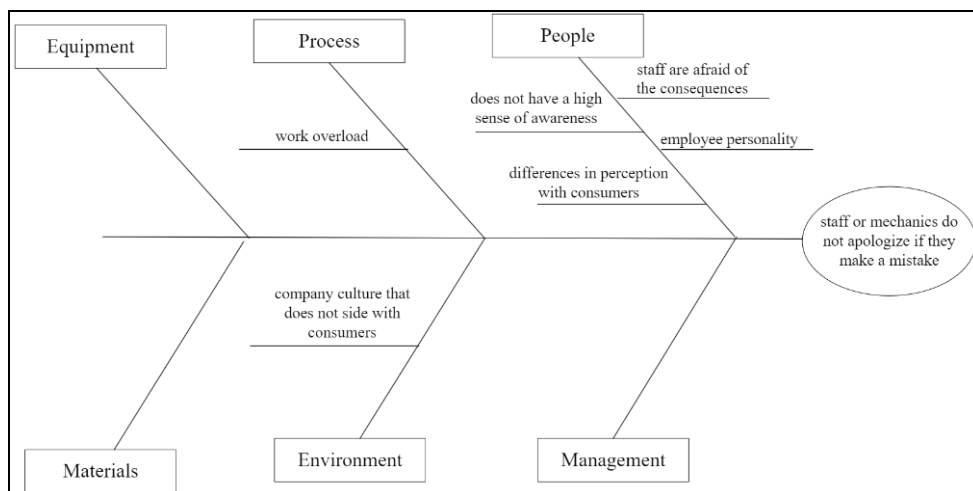 Equipment
Process
People
staff are afraid of
the consequences
does not have a high
sense of awareness
work overload
employee personality
differences in perception
with consumers
staff or mechanics do
not apologize if they
make a mistake
company culture that
does not side with
consumers
Materials
Environment
Management